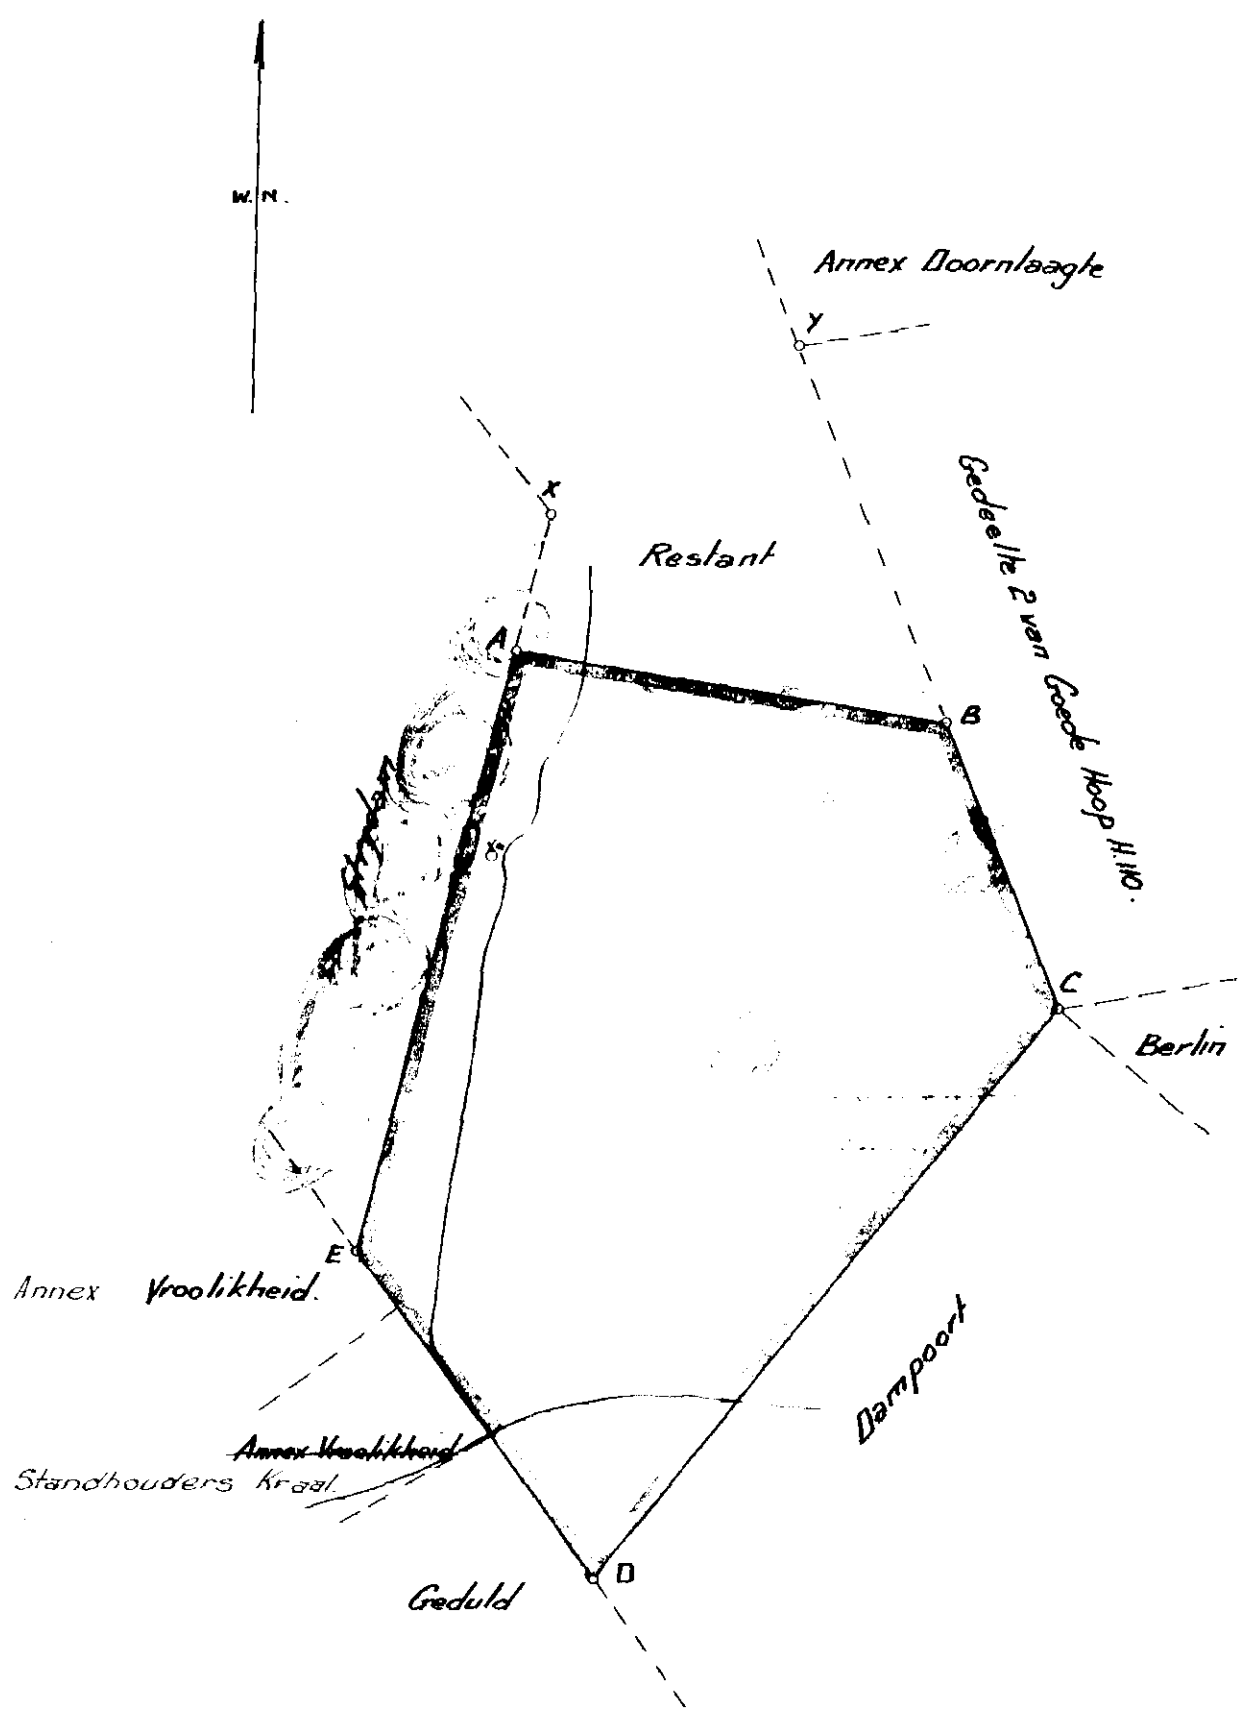 W.N.
Annex Doornlaagte
Y
X
Gedeelte 2 van Goede Hoop H.110.
Restant
A
B
X
C
Berlin
E
Annex Vroolikheid.
Dampoort
Annex Vroolikheid
Standhouders Kraal.
D
Geduld